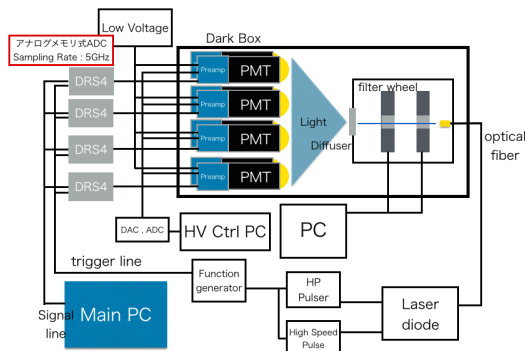 Low Voltage
アナログメモリ式ADC
Sampling Rate : 5GHz
Dark Box
DRS4
DRS4
DRS4
DRS4
Preamp
PMT
Preamp
PMT
Preamp
PMT
Preamp
PMT
Light
Diffuser
filter wheel
optical
fiber
DAC , ADC
HV Ctrl PC
PC
trigger line
Function
generator
HP
Pulser
High Speed
Pulse
Laser
diode
Signal
line
Main PC